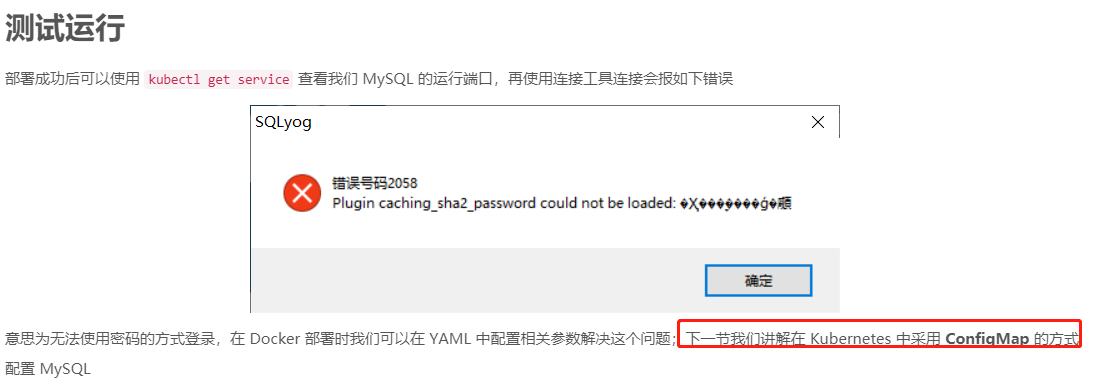 测试运行
部署成功后可以使用 kubectl get service 查看我们 MySQL 的运行端口，再使用连接工具连接会报如下错误
SQLyog
错误号码2058
Plugin caching_sha2_password could not be loaded:
确定
意思为无法使用密码的方式登录，在 Docker 部署时我们可以在 YAML 中配置相关参数解决这个问题；下一节我们讲解在 Kubernetes 中采用 ConfigMap 的方式
配置 MySQL